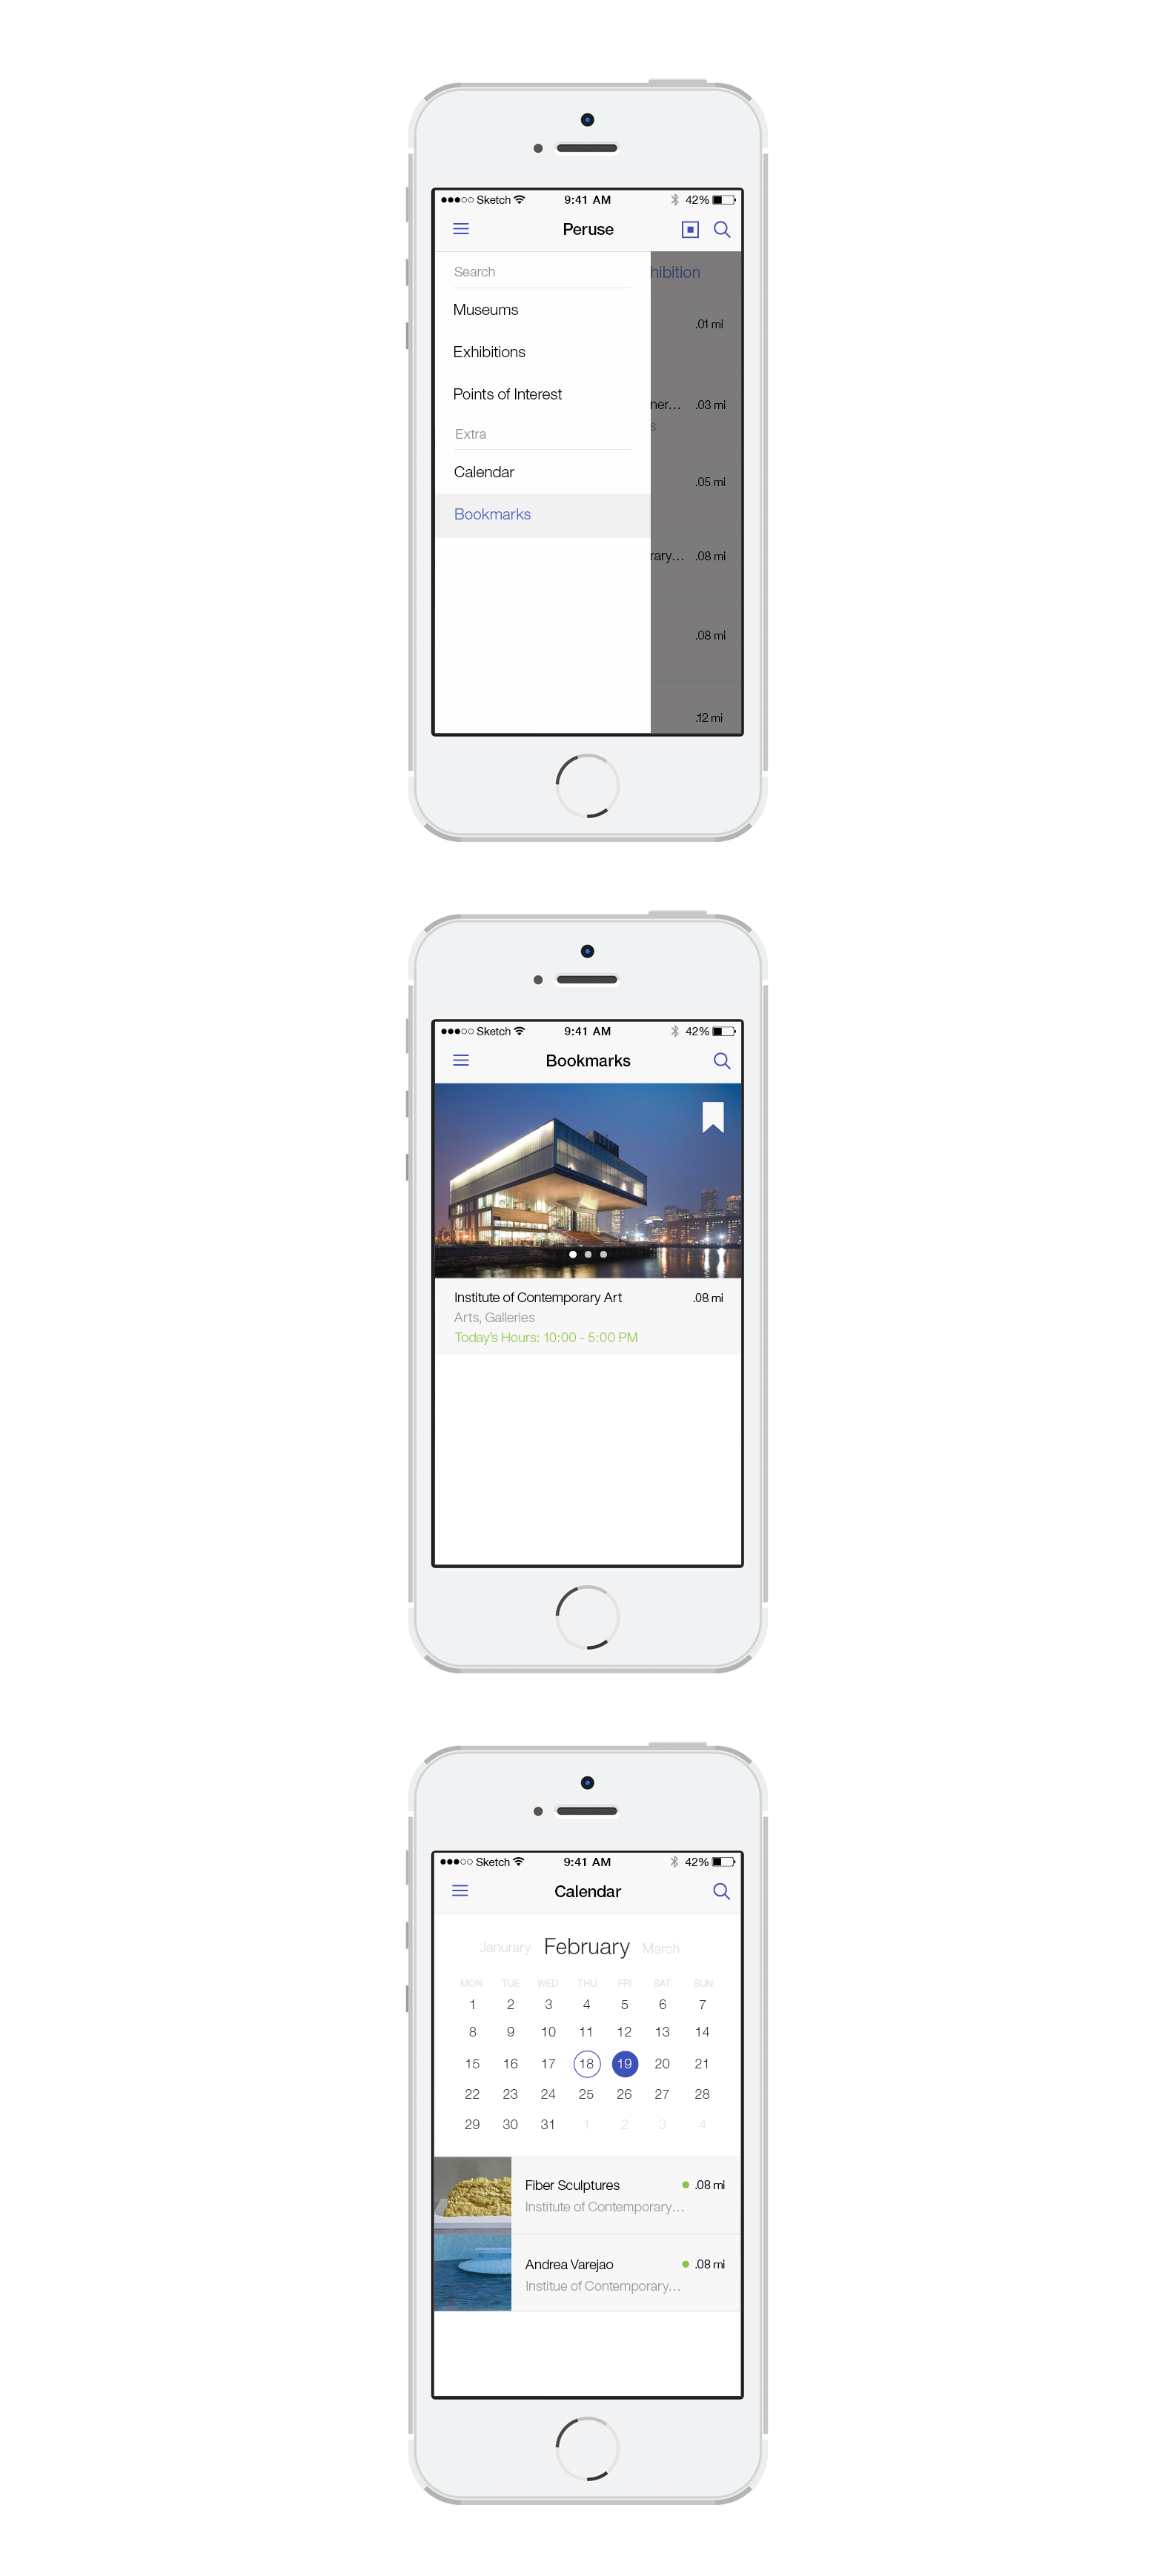 Sketch 9:41 AM 42%
Peruse
Search
hibition
Museums
.01 mi
Exhibitions
Points of Interest
ner... .03 mi
s
Extra
Calendar
.05 mi
Bookmarks
rary... .08 mi
.08 mi
.12 mi
Sketch 9:41 AM 42%
Bookmarks
Institute of Contemporary Art .08 mi
Arts, Galleries
Today's Hours: 10:00 - 5:00 PM
Sketch 9:41 AM 42%
Calendar
Janurary February March
MON TUE WED THU FRI SAT SUN
1 2 3 4 5 6 7
8 9 10 11 12 13 14
15 16 17 18 19 20 21
22 23 24 25 26 27 28
29 30 31 1 2 3 4
Fiber Sculptures .08 mi
Institute of Contemporary...
Andrea Varejao .08 mi
Institue of Contemporary...